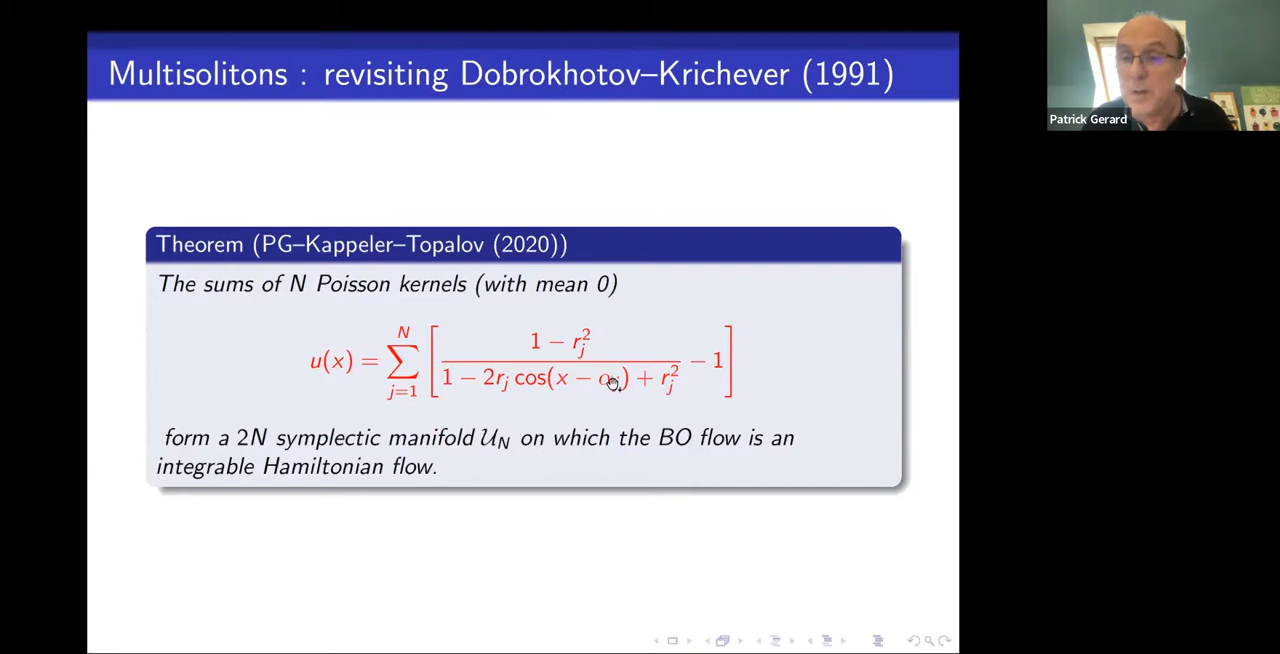 Multisolitons : revisiting Dobrokhotov–Krichever (1991)
Patrick Gerard
Theorem (PG–Kappeler–Topalov (2020))
The sums of N Poisson kernels (with mean 0)
u(x) = ∑_{j=1}^{N} [ (1 − r_j^2) / (1 − 2r_j cos(x − α_j) + r_j^2) − 1 ]
form a 2N symplectic manifold 𝒰_N on which the BO flow is an
integrable Hamiltonian flow.